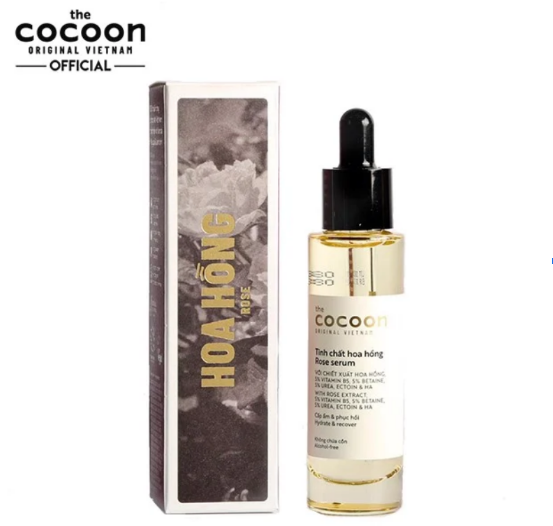 the
cocoon
ORIGINAL VIETNAM
OFFICIAL
HOA HỒNG
ROSE
the
cocoon
ORIGINAL VIETNAM
Tinh chất hoa hồng
Rose serum
VỚI CHIẾT XUẤT HOA HỒNG,
5% VITAMIN B5, 5% BETAINE,
5% UREA, ECTOIN & HA
WITH ROSE EXTRACT,
5% VITAMIN B5, 5% BETAINE,
5% UREA, ECTOIN & HA
Cấp ẩm & phục hồi
Hydrate & recover
Không chứa cồn
Alcohol-free